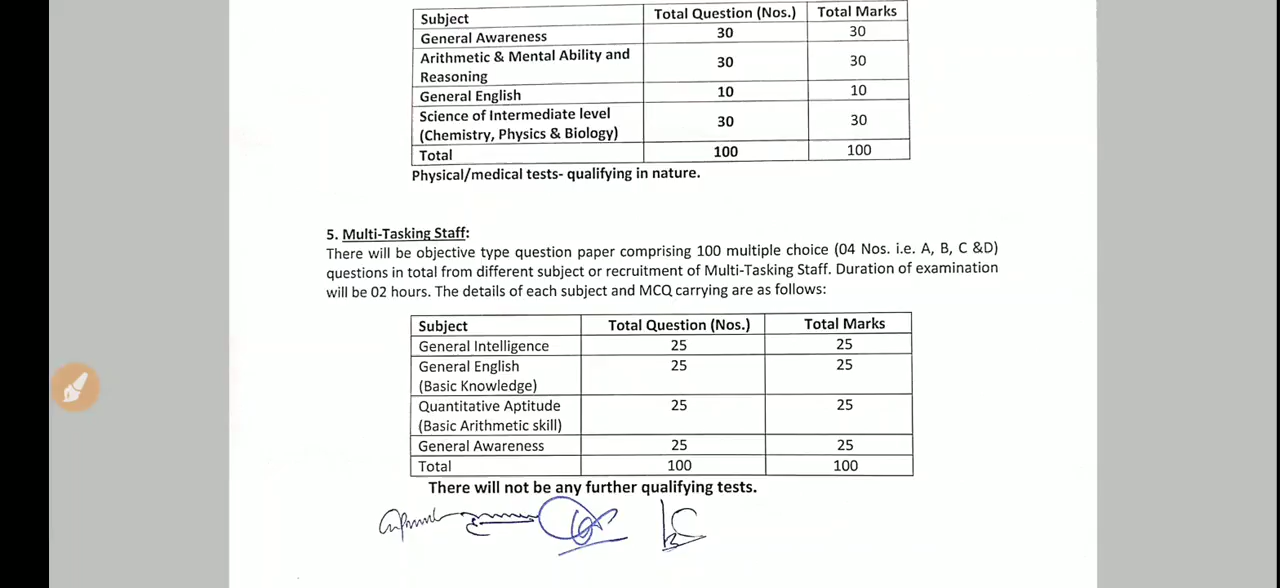 Subject Total Question (Nos.) Total Marks
General Awareness 30 30
Arithmetic & Mental Ability and
Reasoning 30 30
General English 10 10
Science of Intermediate level
(Chemistry, Physics & Biology) 30 30
Total 100 100
Physical/medical tests- qualifying in nature.
5. Multi-Tasking Staff:
There will be objective type question paper comprising 100 multiple choice (04 Nos. i.e. A, B, C &D)
questions in total from different subject or recruitment of Multi-Tasking Staff. Duration of examination
will be 02 hours. The details of each subject and MCQ carrying are as follows:
Subject Total Question (Nos.) Total Marks
General Intelligence 25 25
General English 25 25
(Basic Knowledge)
Quantitative Aptitude 25 25
(Basic Arithmetic skill)
General Awareness 25 25
Total 100 100
There will not be any further qualifying tests.